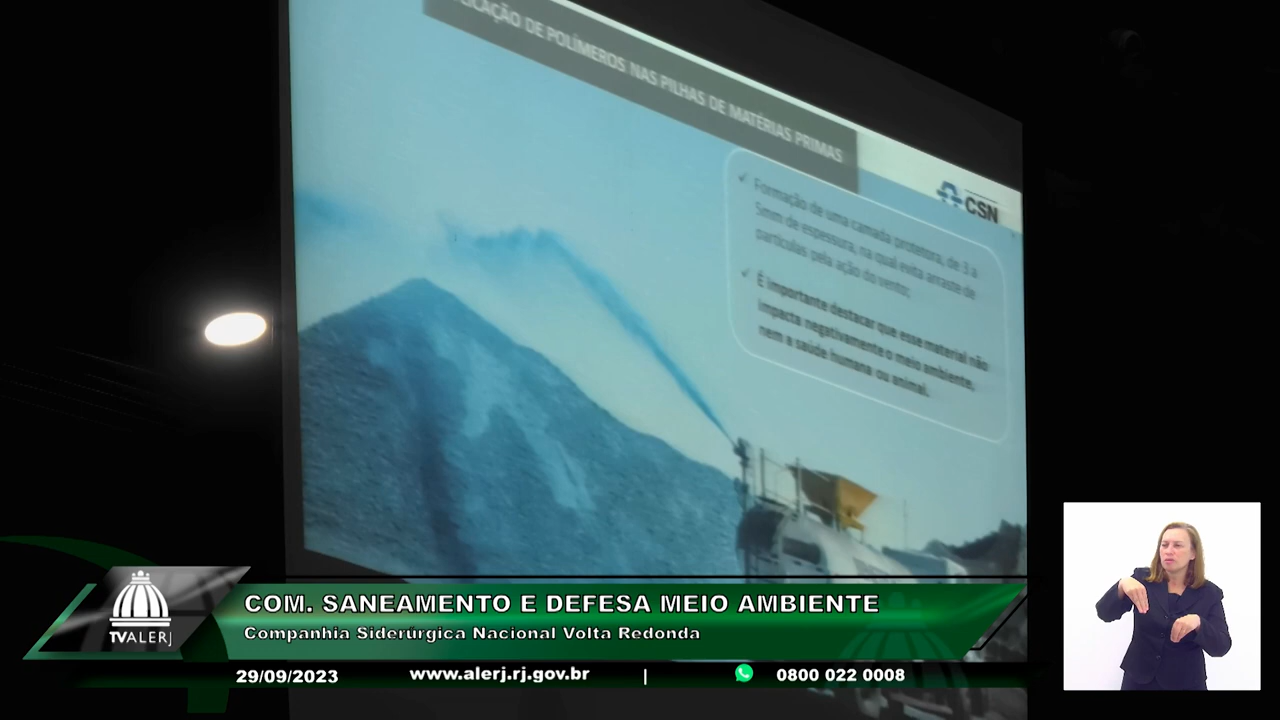 DE POLÍMEROS NAS PILHAS DE MATÉRIAS PRIMAS
CSN
✓ Formação de uma camada protetora, de 3 a
5mm de espessura, na qual evita arraste de
partículas pela ação do vento;
✓ É importante destacar que esse material não
impacta negativamente o meio ambiente,
nem a saúde humana ou animal.
COM. SANEAMENTO E DEFESA MEIO AMBIENTE
Companhia Siderúrgica Nacional Volta Redonda
TVALERJ
29/09/2023 www.alerj.rj.gov.br | 0800 022 0008